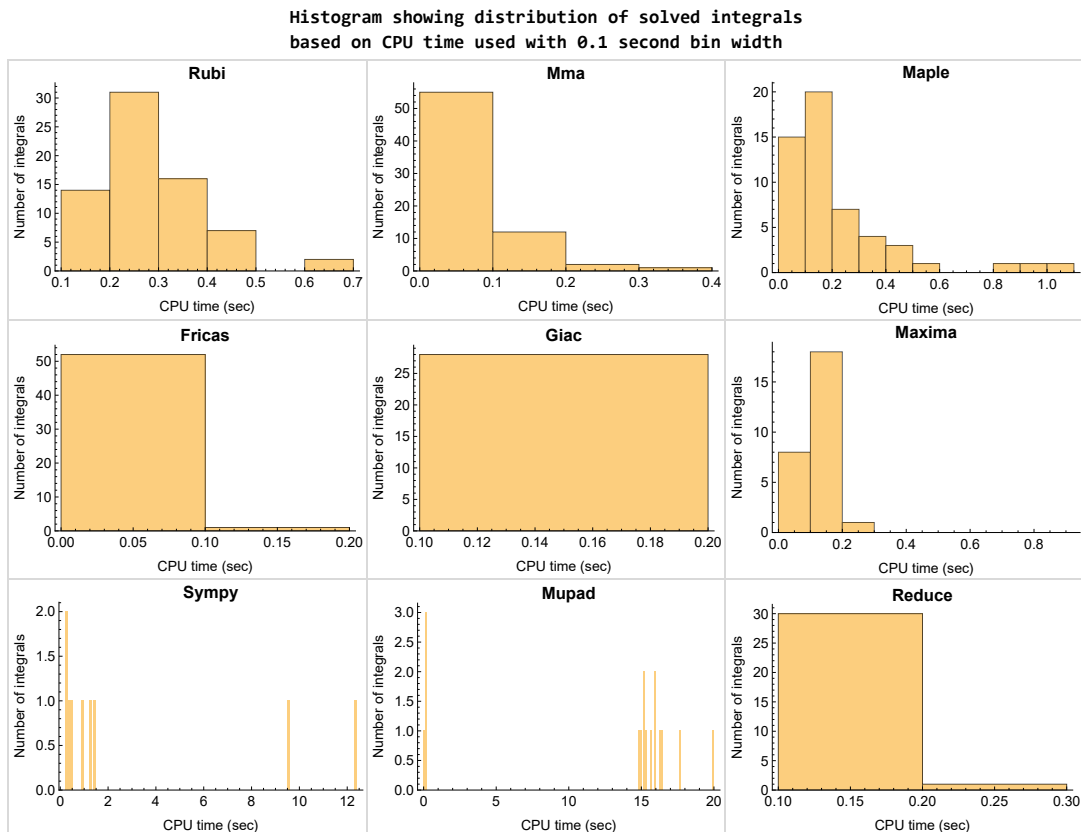 Histogram showing distribution of solved integrals
based on CPU time used with 0.1 second bin width
Rubi
Number of integrals
0
5
10
15
20
25
30
0.1 0.2 0.3 0.4 0.5 0.6 0.7
CPU time (sec)
Mma
Number of integrals
0
10
20
30
40
50
0.0 0.1 0.2 0.3 0.4
CPU time (sec)
Maple
Number of integrals
0
5
10
15
20
0.0 0.2 0.4 0.6 0.8 1.0
CPU time (sec)
Fricas
Number of integrals
0
10
20
30
40
50
0.00 0.05 0.10 0.15 0.20
CPU time (sec)
Giac
Number of integrals
0
5
10
15
20
25
0.10 0.12 0.14 0.16 0.18 0.20
CPU time (sec)
Maxima
Number of integrals
0
5
10
15
0.0 0.2 0.4 0.6 0.8
CPU time (sec)
Sympy
Number of integrals
0.0
0.5
1.0
1.5
2.0
0 2 4 6 8 10 12
CPU time (sec)
Mupad
Number of integrals
0.0
0.5
1.0
1.5
2.0
2.5
3.0
0 5 10 15 20
CPU time (sec)
Reduce
Number of integrals
0
5
10
15
20
25
30
0.10 0.15 0.20 0.25 0.30
CPU time (sec)